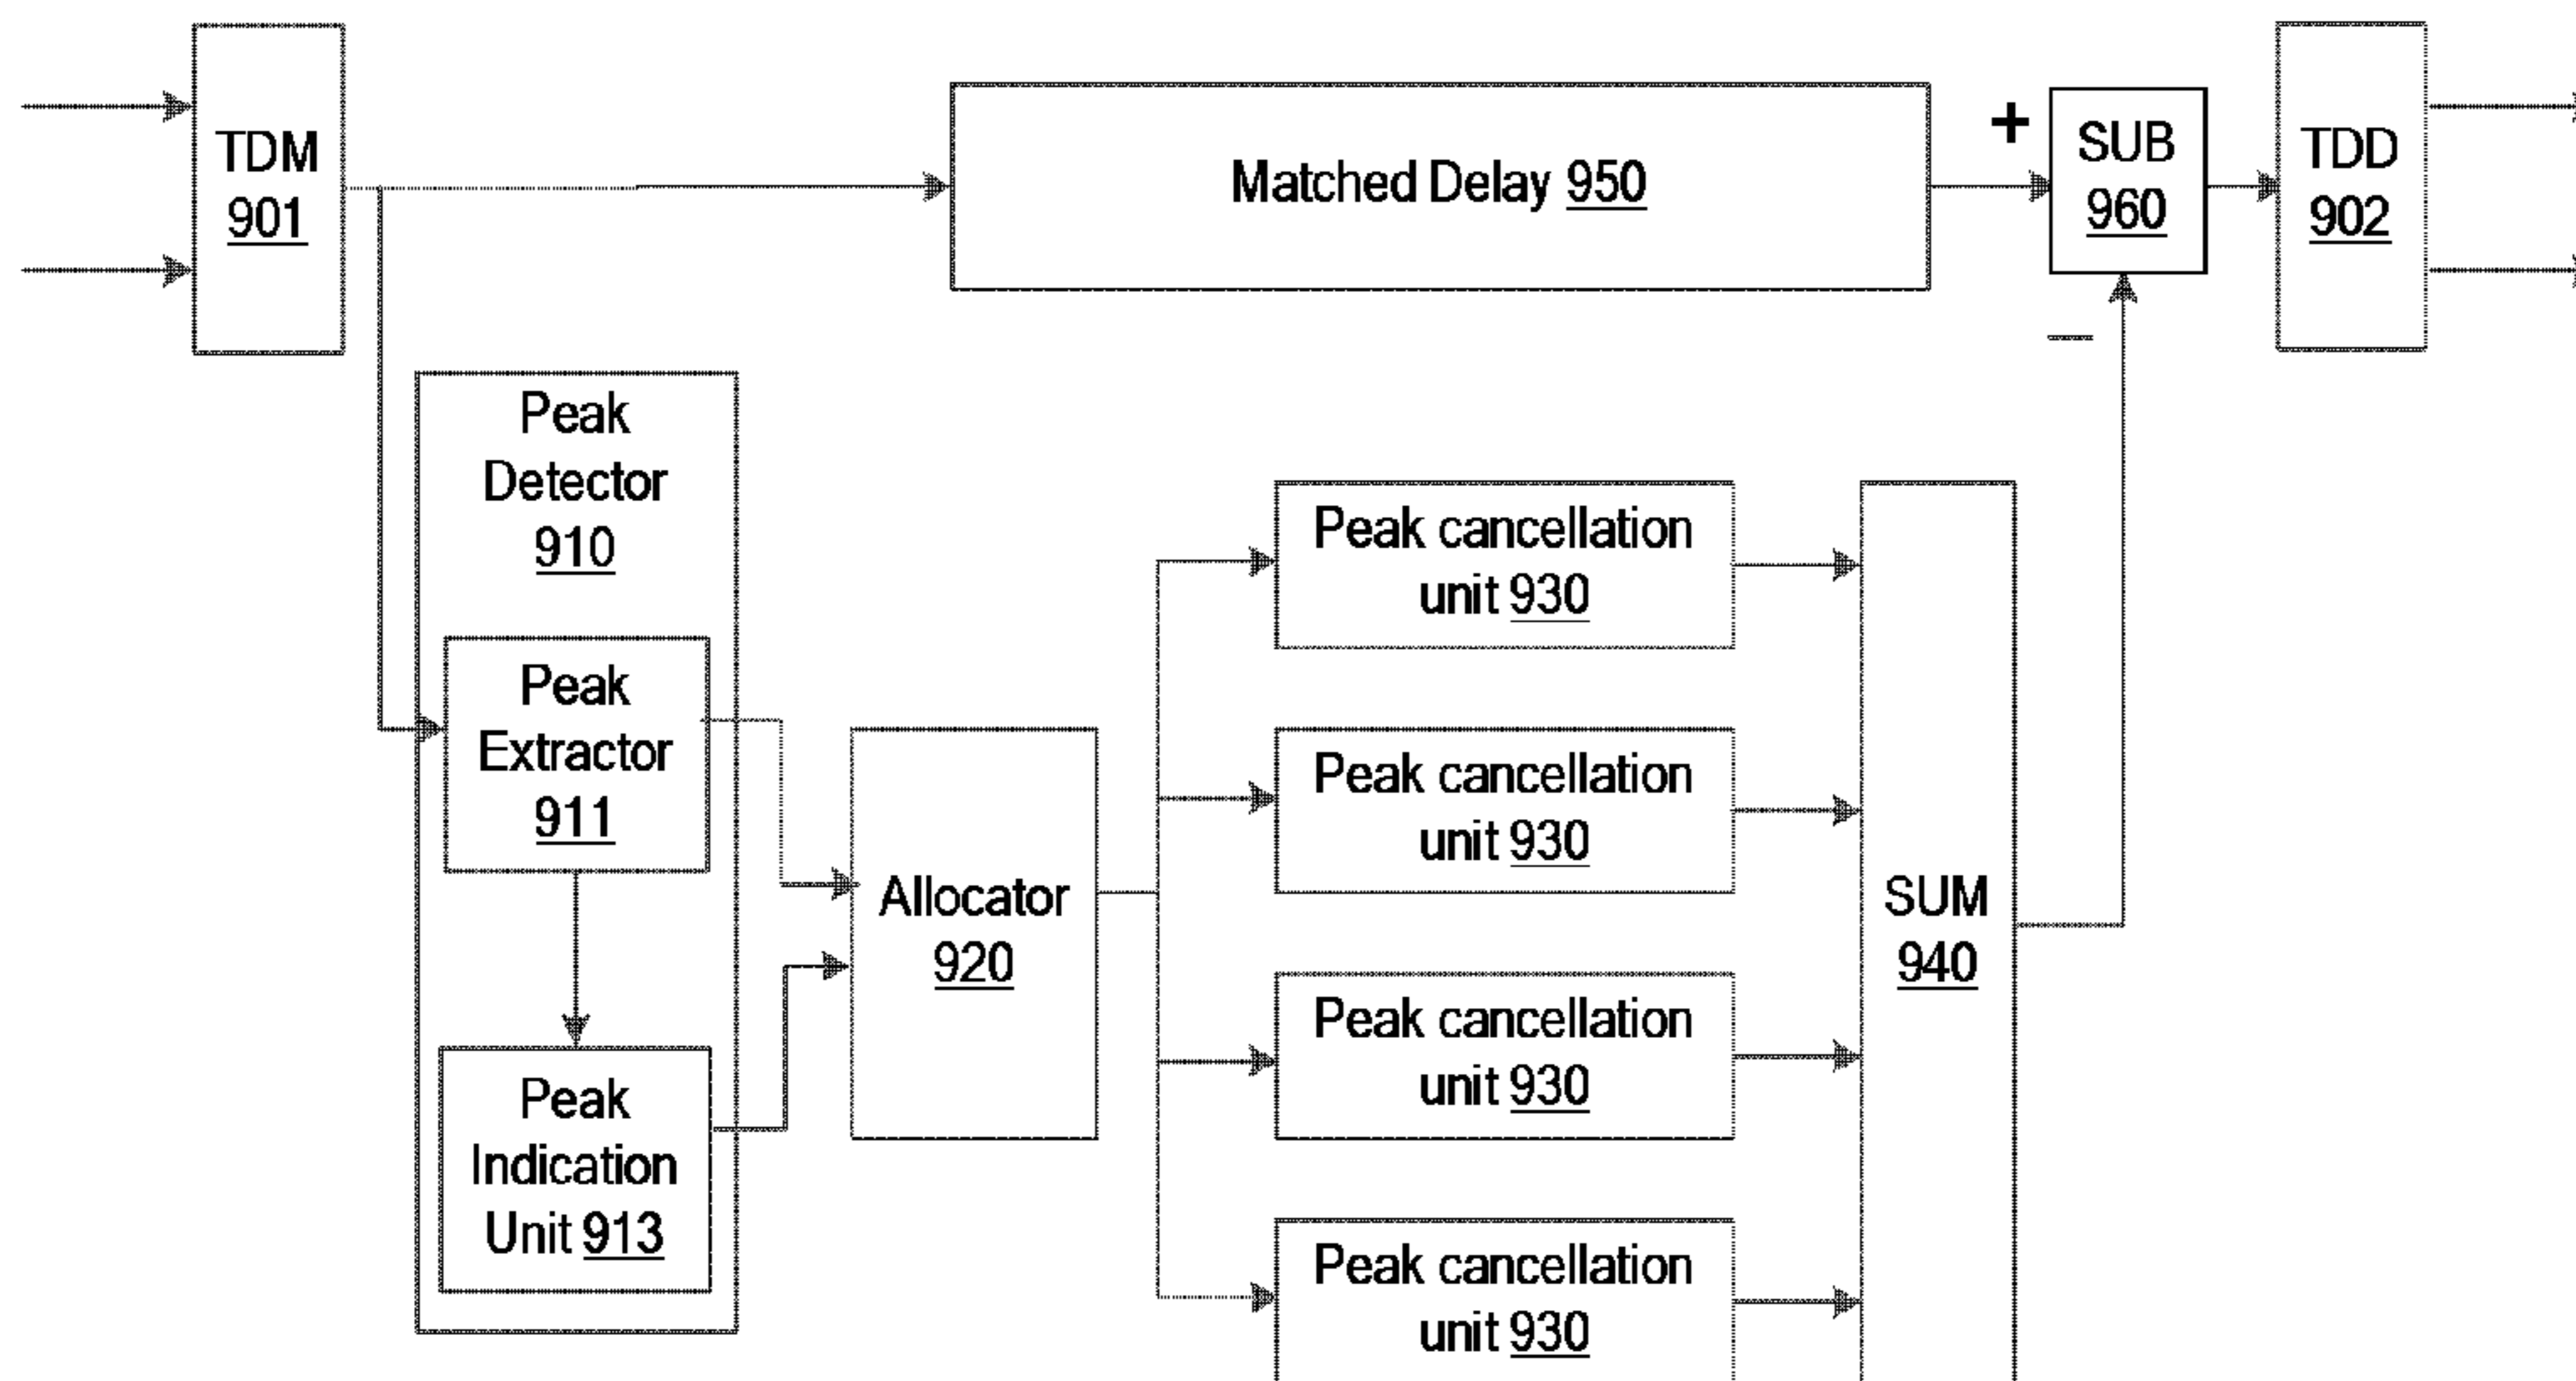 TDM
901
Matched Delay 950
+
SUB
960
–
TDD
902
Peak
Detector
910
Peak
Extractor
911
Peak
Indication
Unit 913
Allocator
920
Peak cancellation
unit 930
Peak cancellation
unit 930
Peak cancellation
unit 930
Peak cancellation
unit 930
SUM
940